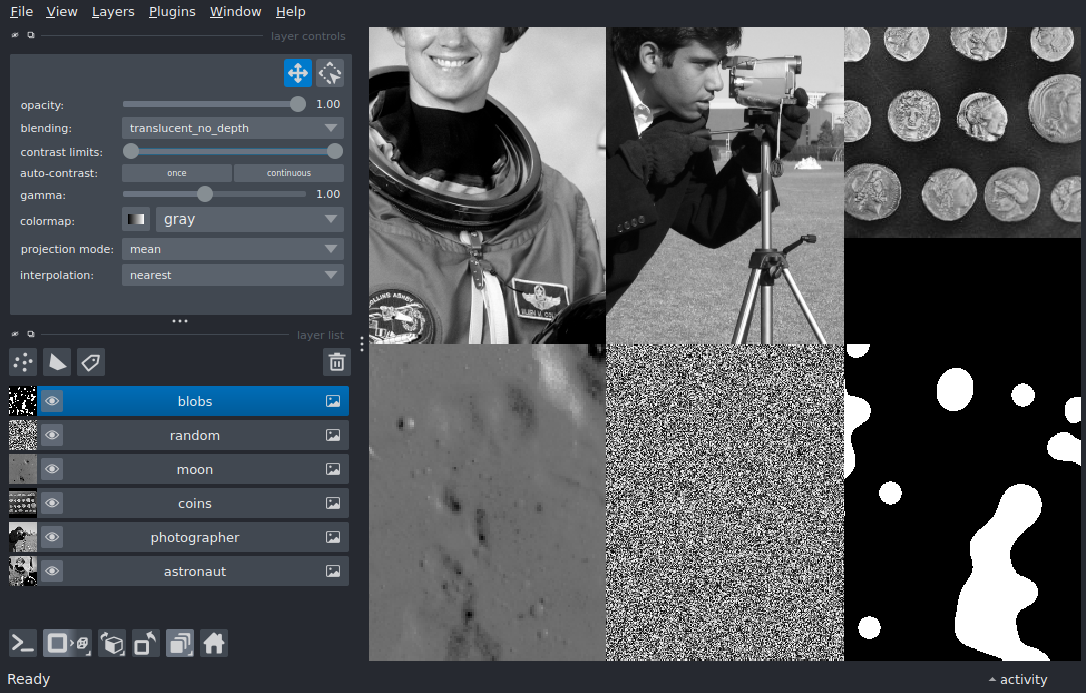 File View Layers Plugins Window Help
layer controls
opacity: 1.00
blending: translucent_no_depth
contrast limits:
auto-contrast: once continuous
gamma: 1.00
colormap: gray
projection mode: mean
interpolation: nearest
layer list
blobs
random
moon
coins
photographer
astronaut
Ready
activity